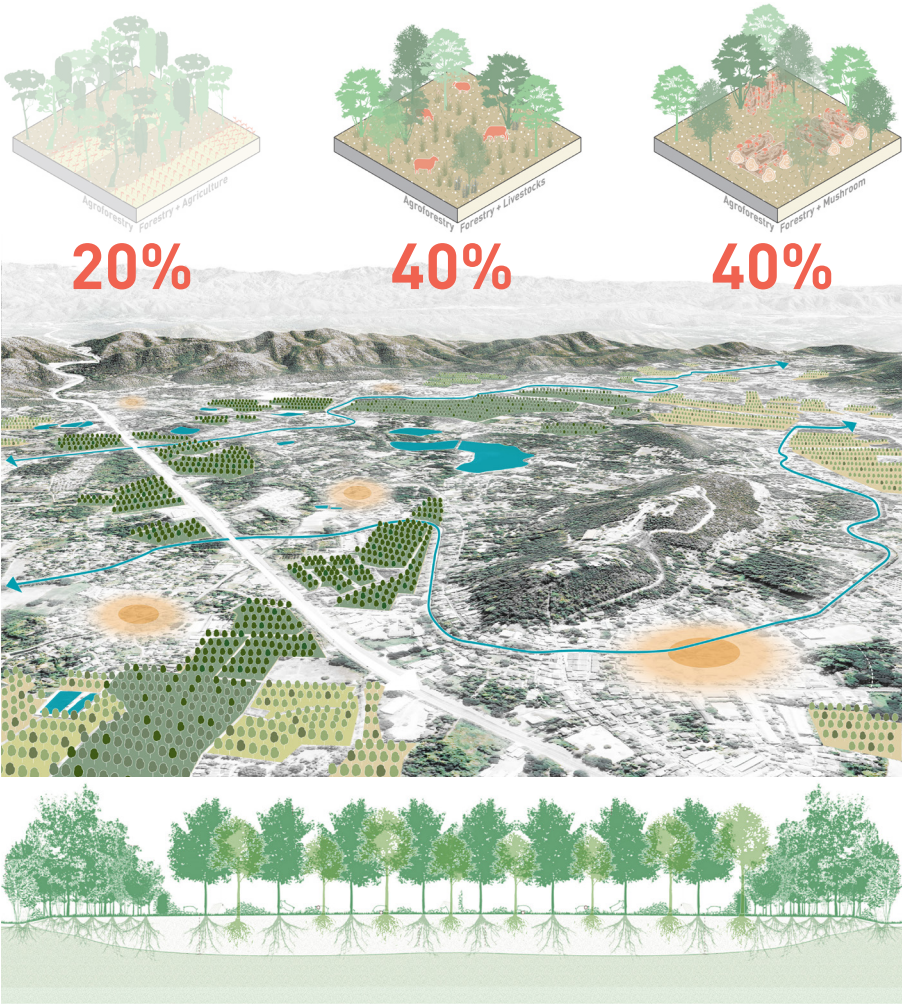 Agroforestry Forestry + Agriculture
Agroforestry Forestry + Livestocks
Agroforestry Forestry + Mushroom
20%
40%
40%